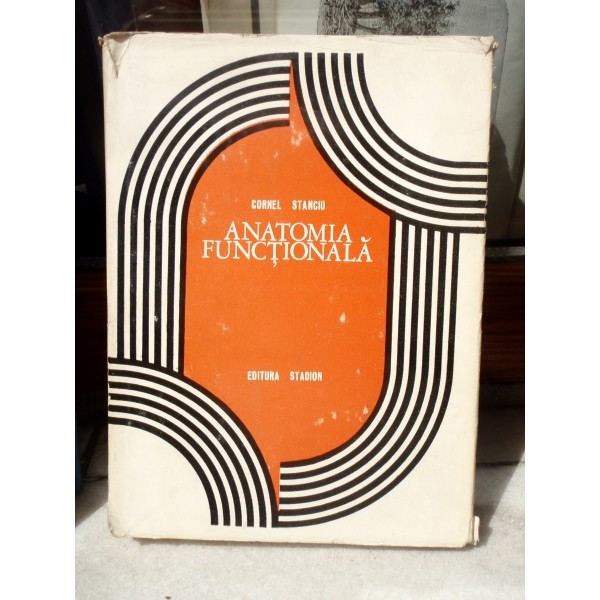 CORNEL STANCIU
ANATOMIA
FUNCȚIONALĂ
EDITURA STADION